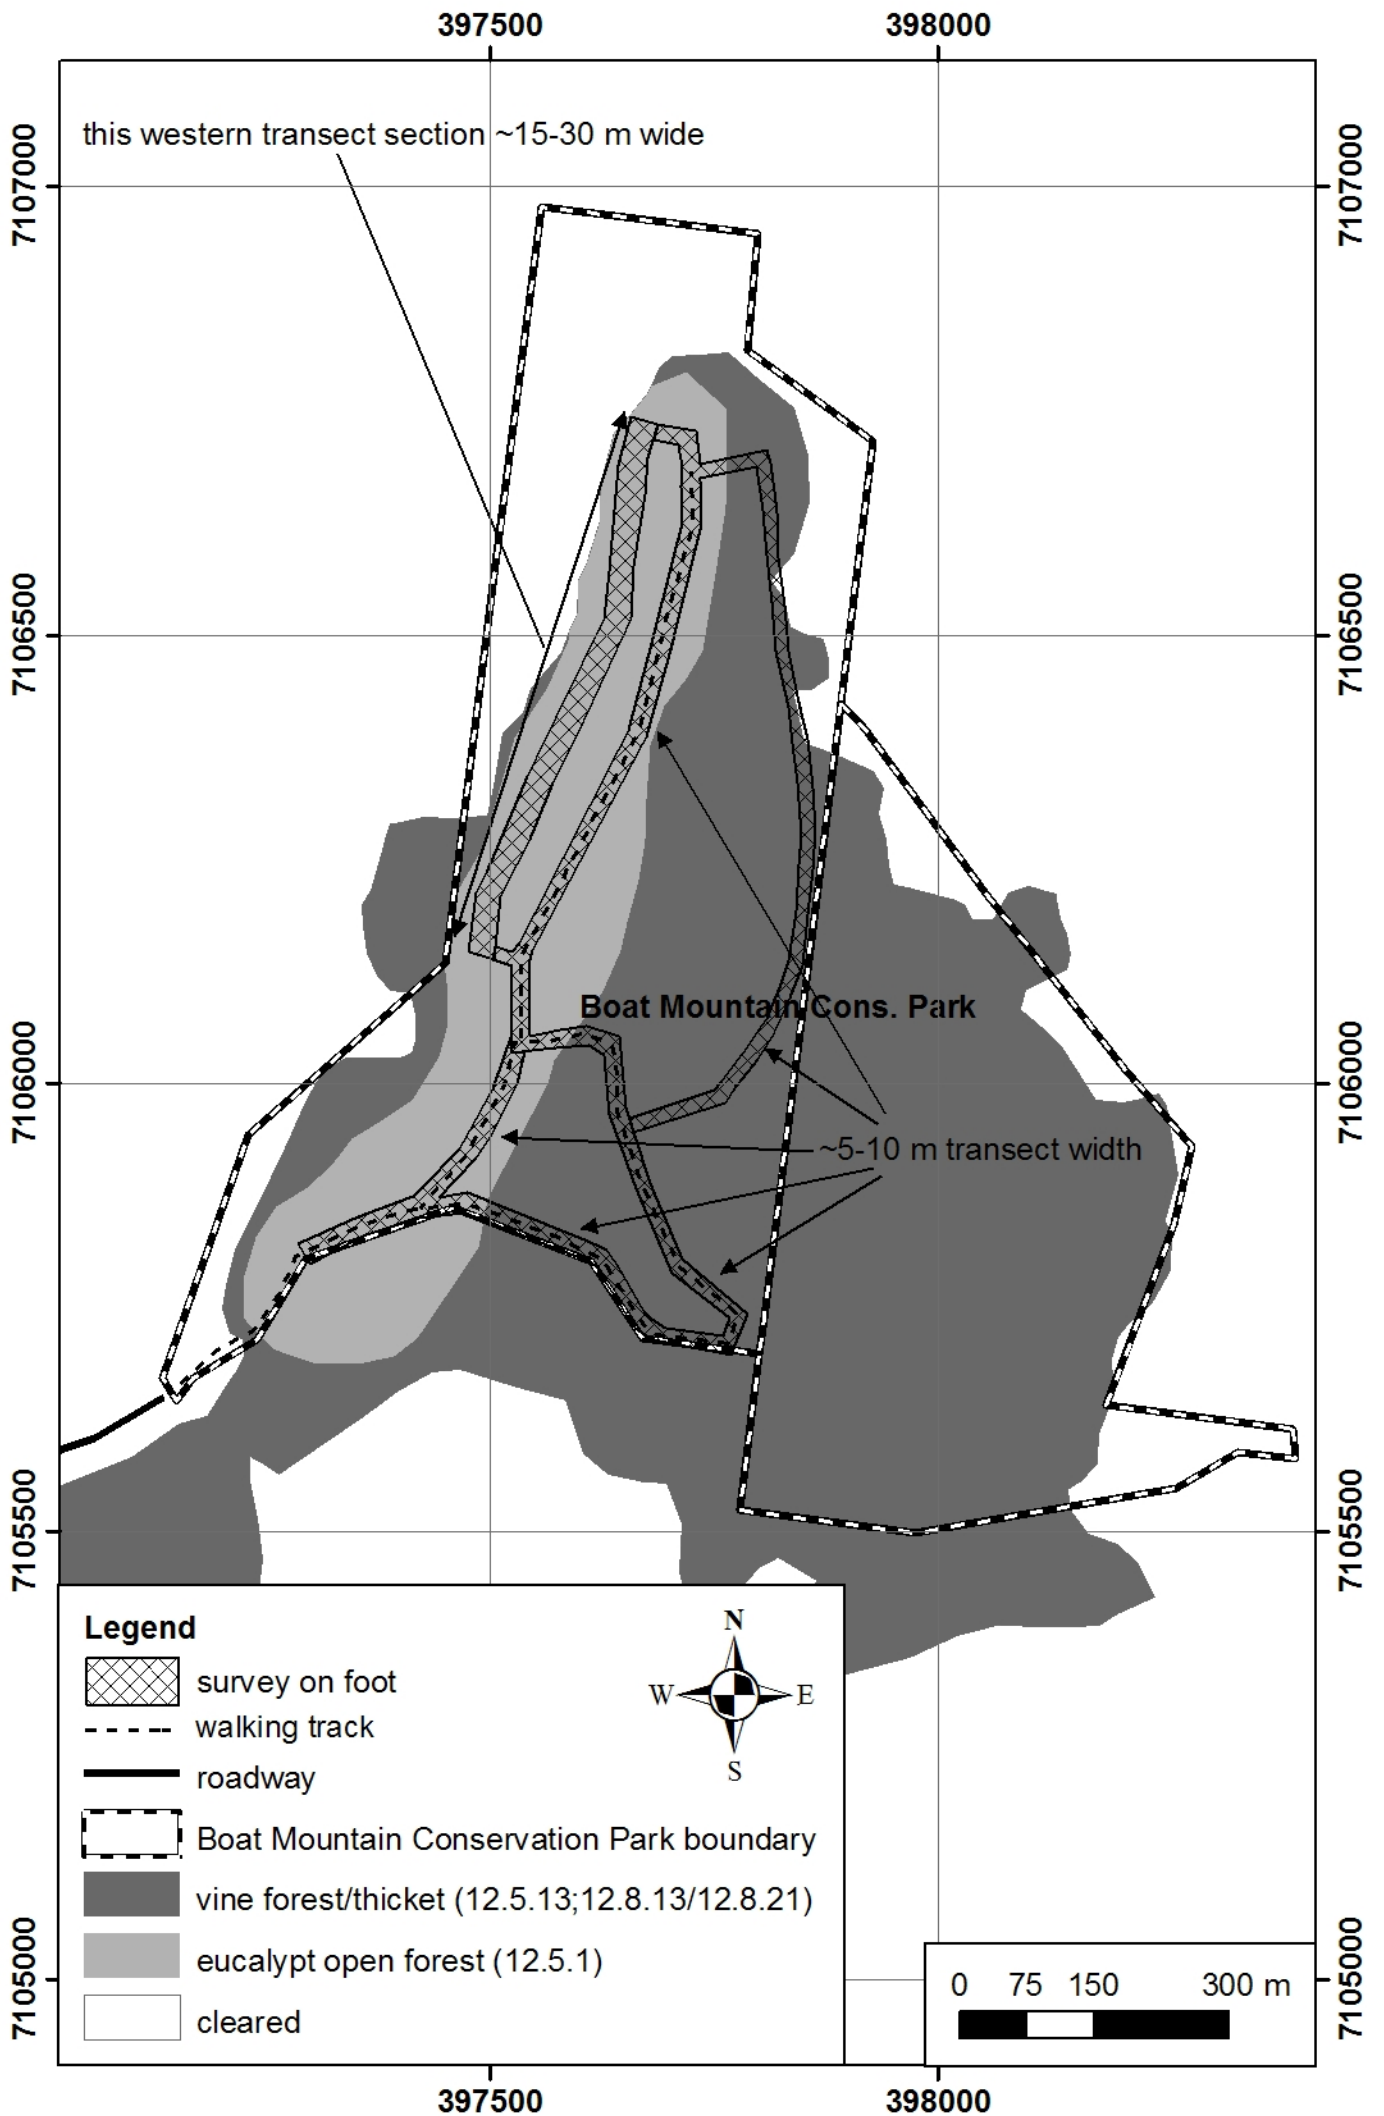 397500
398000
this western transect section ~15-30 m wide
7107000
7107000
7106500
7106500
Boat Mountain Cons. Park
7106000
7106000
~5-10 m transect width
7105500
7105500
Legend
survey on foot
walking track
roadway
Boat Mountain Conservation Park boundary
vine forest/thicket (12.5.13;12.8.13/12.8.21)
eucalypt open forest (12.5.1)
cleared
N
W
E
S
7105000
7105000
0 75 150 300 m
397500
398000